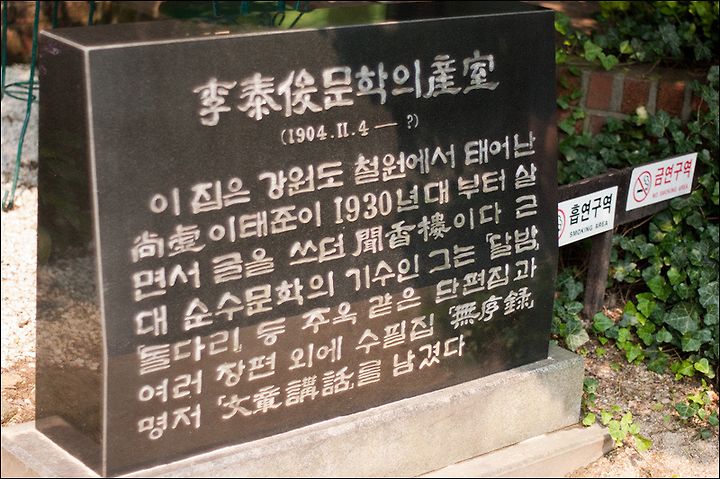 李泰俊문학의産室
(1904.11.4 ― ?)
이 집은 강원도 철원에서 태어난
尙虛 이태준이 1930년대 부터 살
면서 글을 쓰던 聞香樓이다 근
대 순수문학의 기수인 그는 「달밤」,
「돌다리」 등 주옥 같은 단편집과
여러 장편 외에 수필집 「無序錄」
명저 「文章講話」를 남겼다
흡연구역
SMOKING AREA
금연구역
NO SMOKING AREA